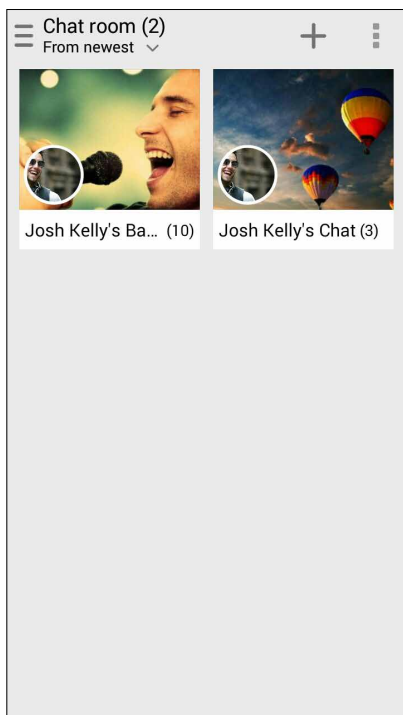 Chat room (2)
From newest
Josh Kelly's Ba... (10)
Josh Kelly's Chat (3)